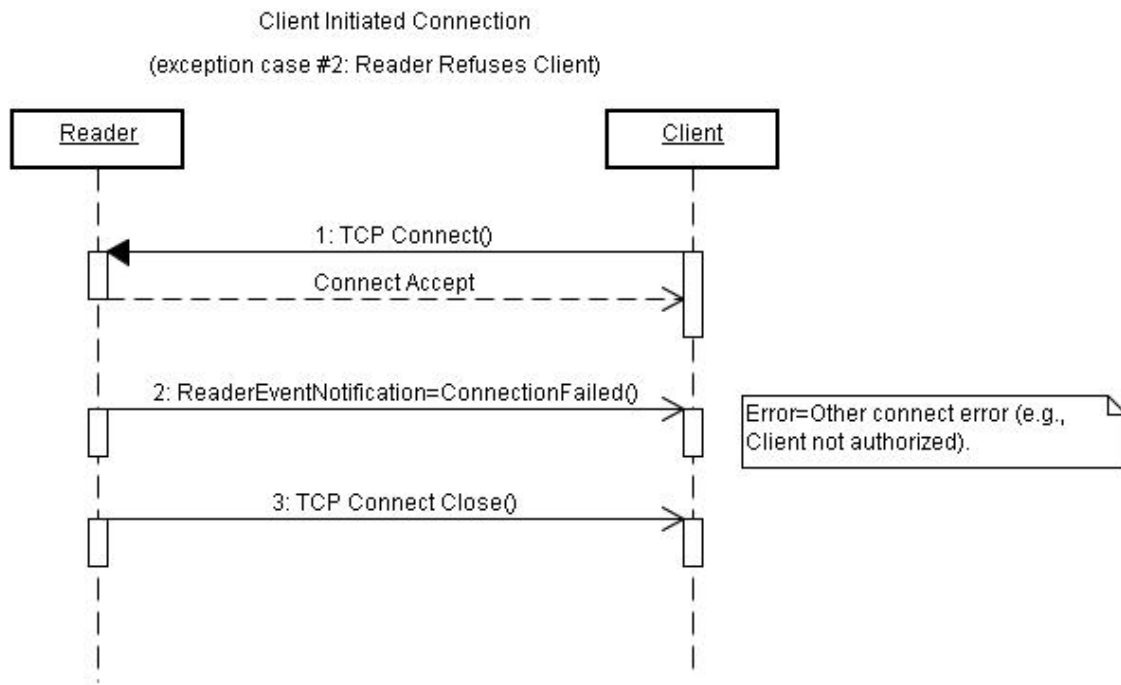 Client Initiated Connection
(exception case #2: Reader Refuses Client)
Reader
Client
1: TCP Connect()
Connect Accept
2: ReaderEventNotification=ConnectionFailed()
Error=Other connect error (e.g.,
Client not authorized).
3: TCP Connect Close()